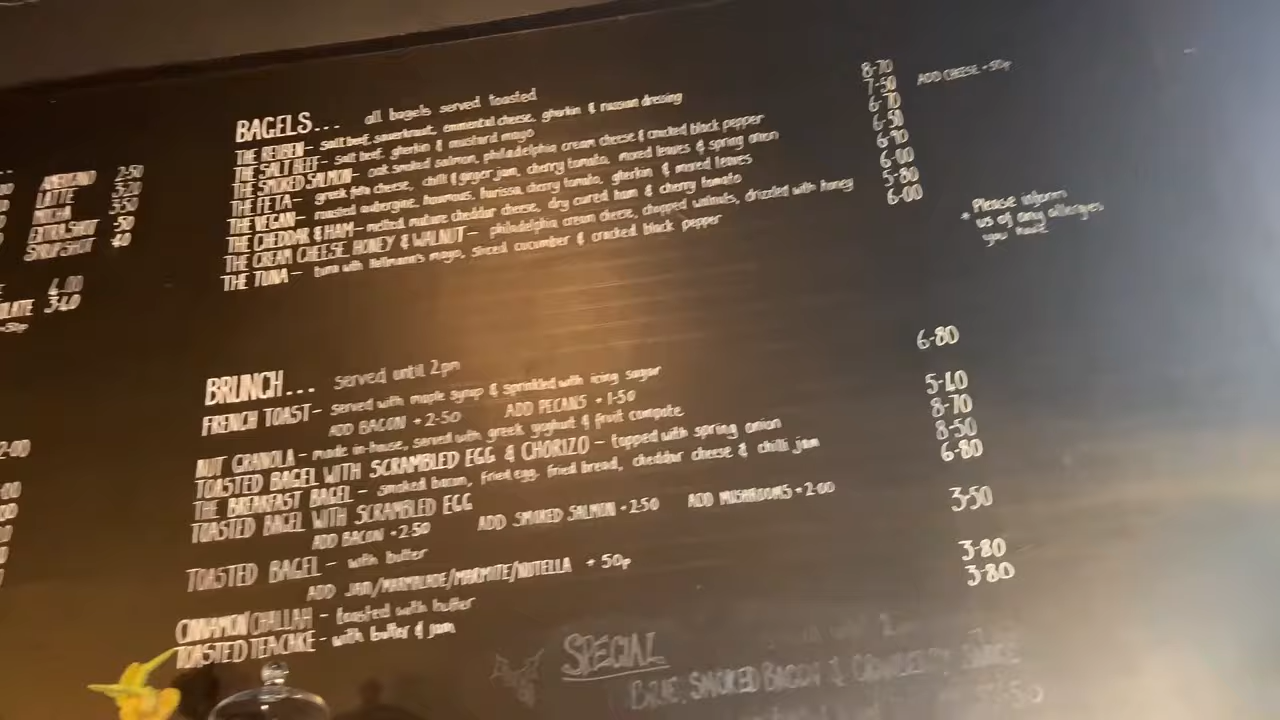 AMERICANO 2-50
LATTE 3-20
MOCHA 3-50
EXTRA SHOT -50
SYRUP SHOT 40
4-00
3-40
BAGELS... all bagels served toasted
THE REUBEN - salt beef, sauerkraut, emmental cheese, gherkin & russian dressing 8-70 ADD CHEESE + 50p
THE SALT BEEF - salt beef, gherkin & mustard mayo 7-50
THE SMOKED SALMON - oak smoked salmon, philadelphia cream cheese & cracked black pepper 6-70
THE FETA - greek feta cheese, chilli & ginger jam, cherry tomato, mixed leaves & spring onion 6-50
THE VEGAN - roasted aubergine, houmous, harissa, cherry tomato, gherkin & mixed leaves 6-70
THE CHEDDAR & HAM - melted mature cheddar cheese, dry cured ham & cherry tomato 6-00
THE CREAM CHEESE, HONEY & WALNUT - philadelphia cream cheese, chopped walnuts, drizzled with honey 5-80
THE TUNA - tuna with Hellmann's mayo, sliced cucumber & cracked black pepper 6-00
* Please inform
us of any allergies
you have.
BRUNCH... served until 2pm
FRENCH TOAST - served with maple syrup & sprinkled with icing sugar 6-80
ADD BACON + 2-50 ADD PECANS + 1-50
NUT GRANOLA - made in-house, served with greek yoghurt & fruit compote 5-40
TOASTED BAGEL WITH SCRAMBLED EGG & CHORIZO - topped with spring onion 8-70
THE BREAKFAST BAGEL - smoked bacon, fried egg, fried bread, cheddar cheese & chilli jam 8-50
TOASTED BAGEL WITH SCRAMBLED EGG 6-80
ADD BACON + 2-50 ADD SMOKED SALMON + 2-50 ADD MUSHROOMS + 2-00
TOASTED BAGEL - with butter 3-50
ADD JAM/MARMALADE/MARMITE/NUTELLA + 50p
CINNAMON CHALLAH - toasted with butter 3-80
TOASTED TEACAKE - with butter & jam 3-80
SPECIAL
BRIE, SMOKED BACON & CRANBERRY SAUCE